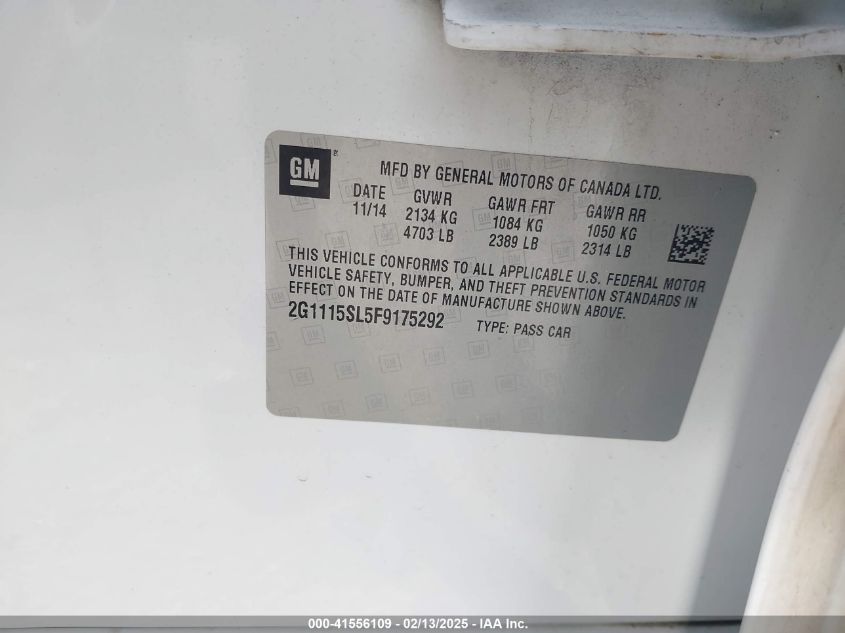 GM
MFD BY GENERAL MOTORS OF CANADA LTD.
DATE GVWR GAWR FRT GAWR RR
11/14 2134 KG 1084 KG 1050 KG
4703 LB 2389 LB 2314 LB
THIS VEHICLE CONFORMS TO ALL APPLICABLE U.S. FEDERAL MOTOR
VEHICLE SAFETY, BUMPER, AND THEFT PREVENTION STANDARDS IN
EFFECT ON THE DATE OF MANUFACTURE SHOWN ABOVE.
2G1115SL5F9175292 TYPE: PASS CAR
000-41556109 - 02/13/2025 - IAA Inc.